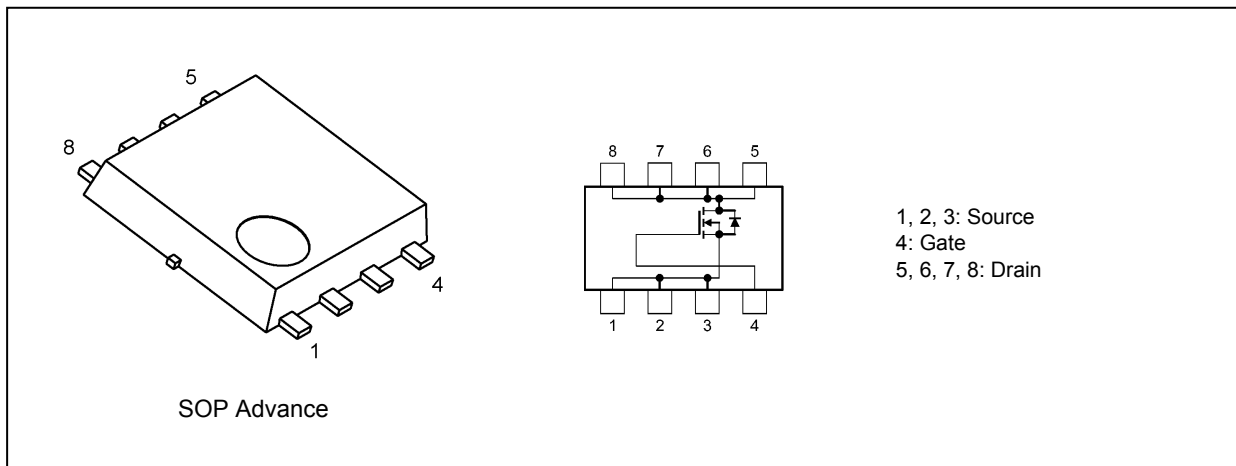 5
8
4
1
SOP Advance
8 7 6 5
1 2 3 4
1, 2, 3: Source
4: Gate
5, 6, 7, 8: Drain